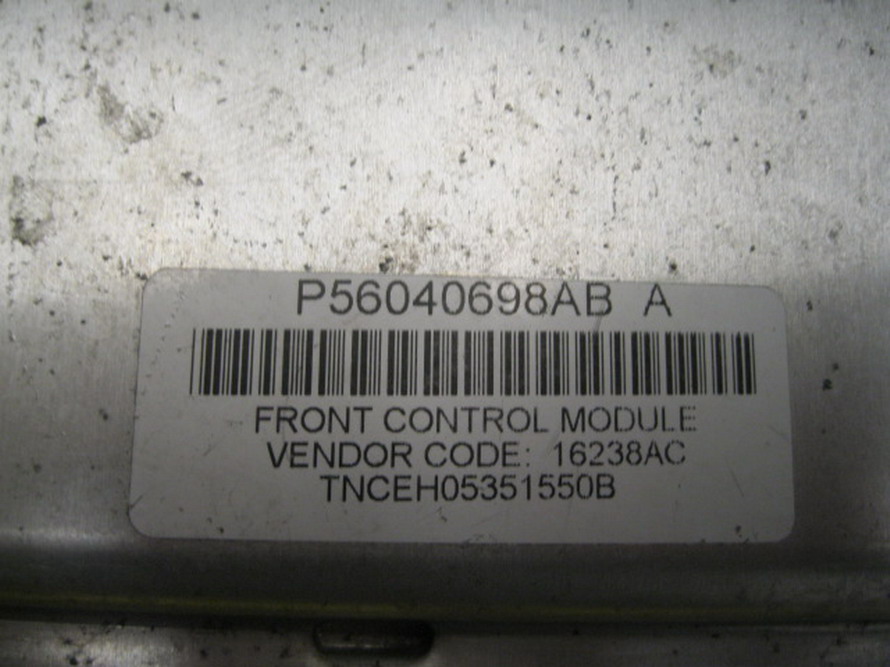 P56040698AB A
FRONT CONTROL MODULE
VENDOR CODE: 16238AC
TNCEH05351550B